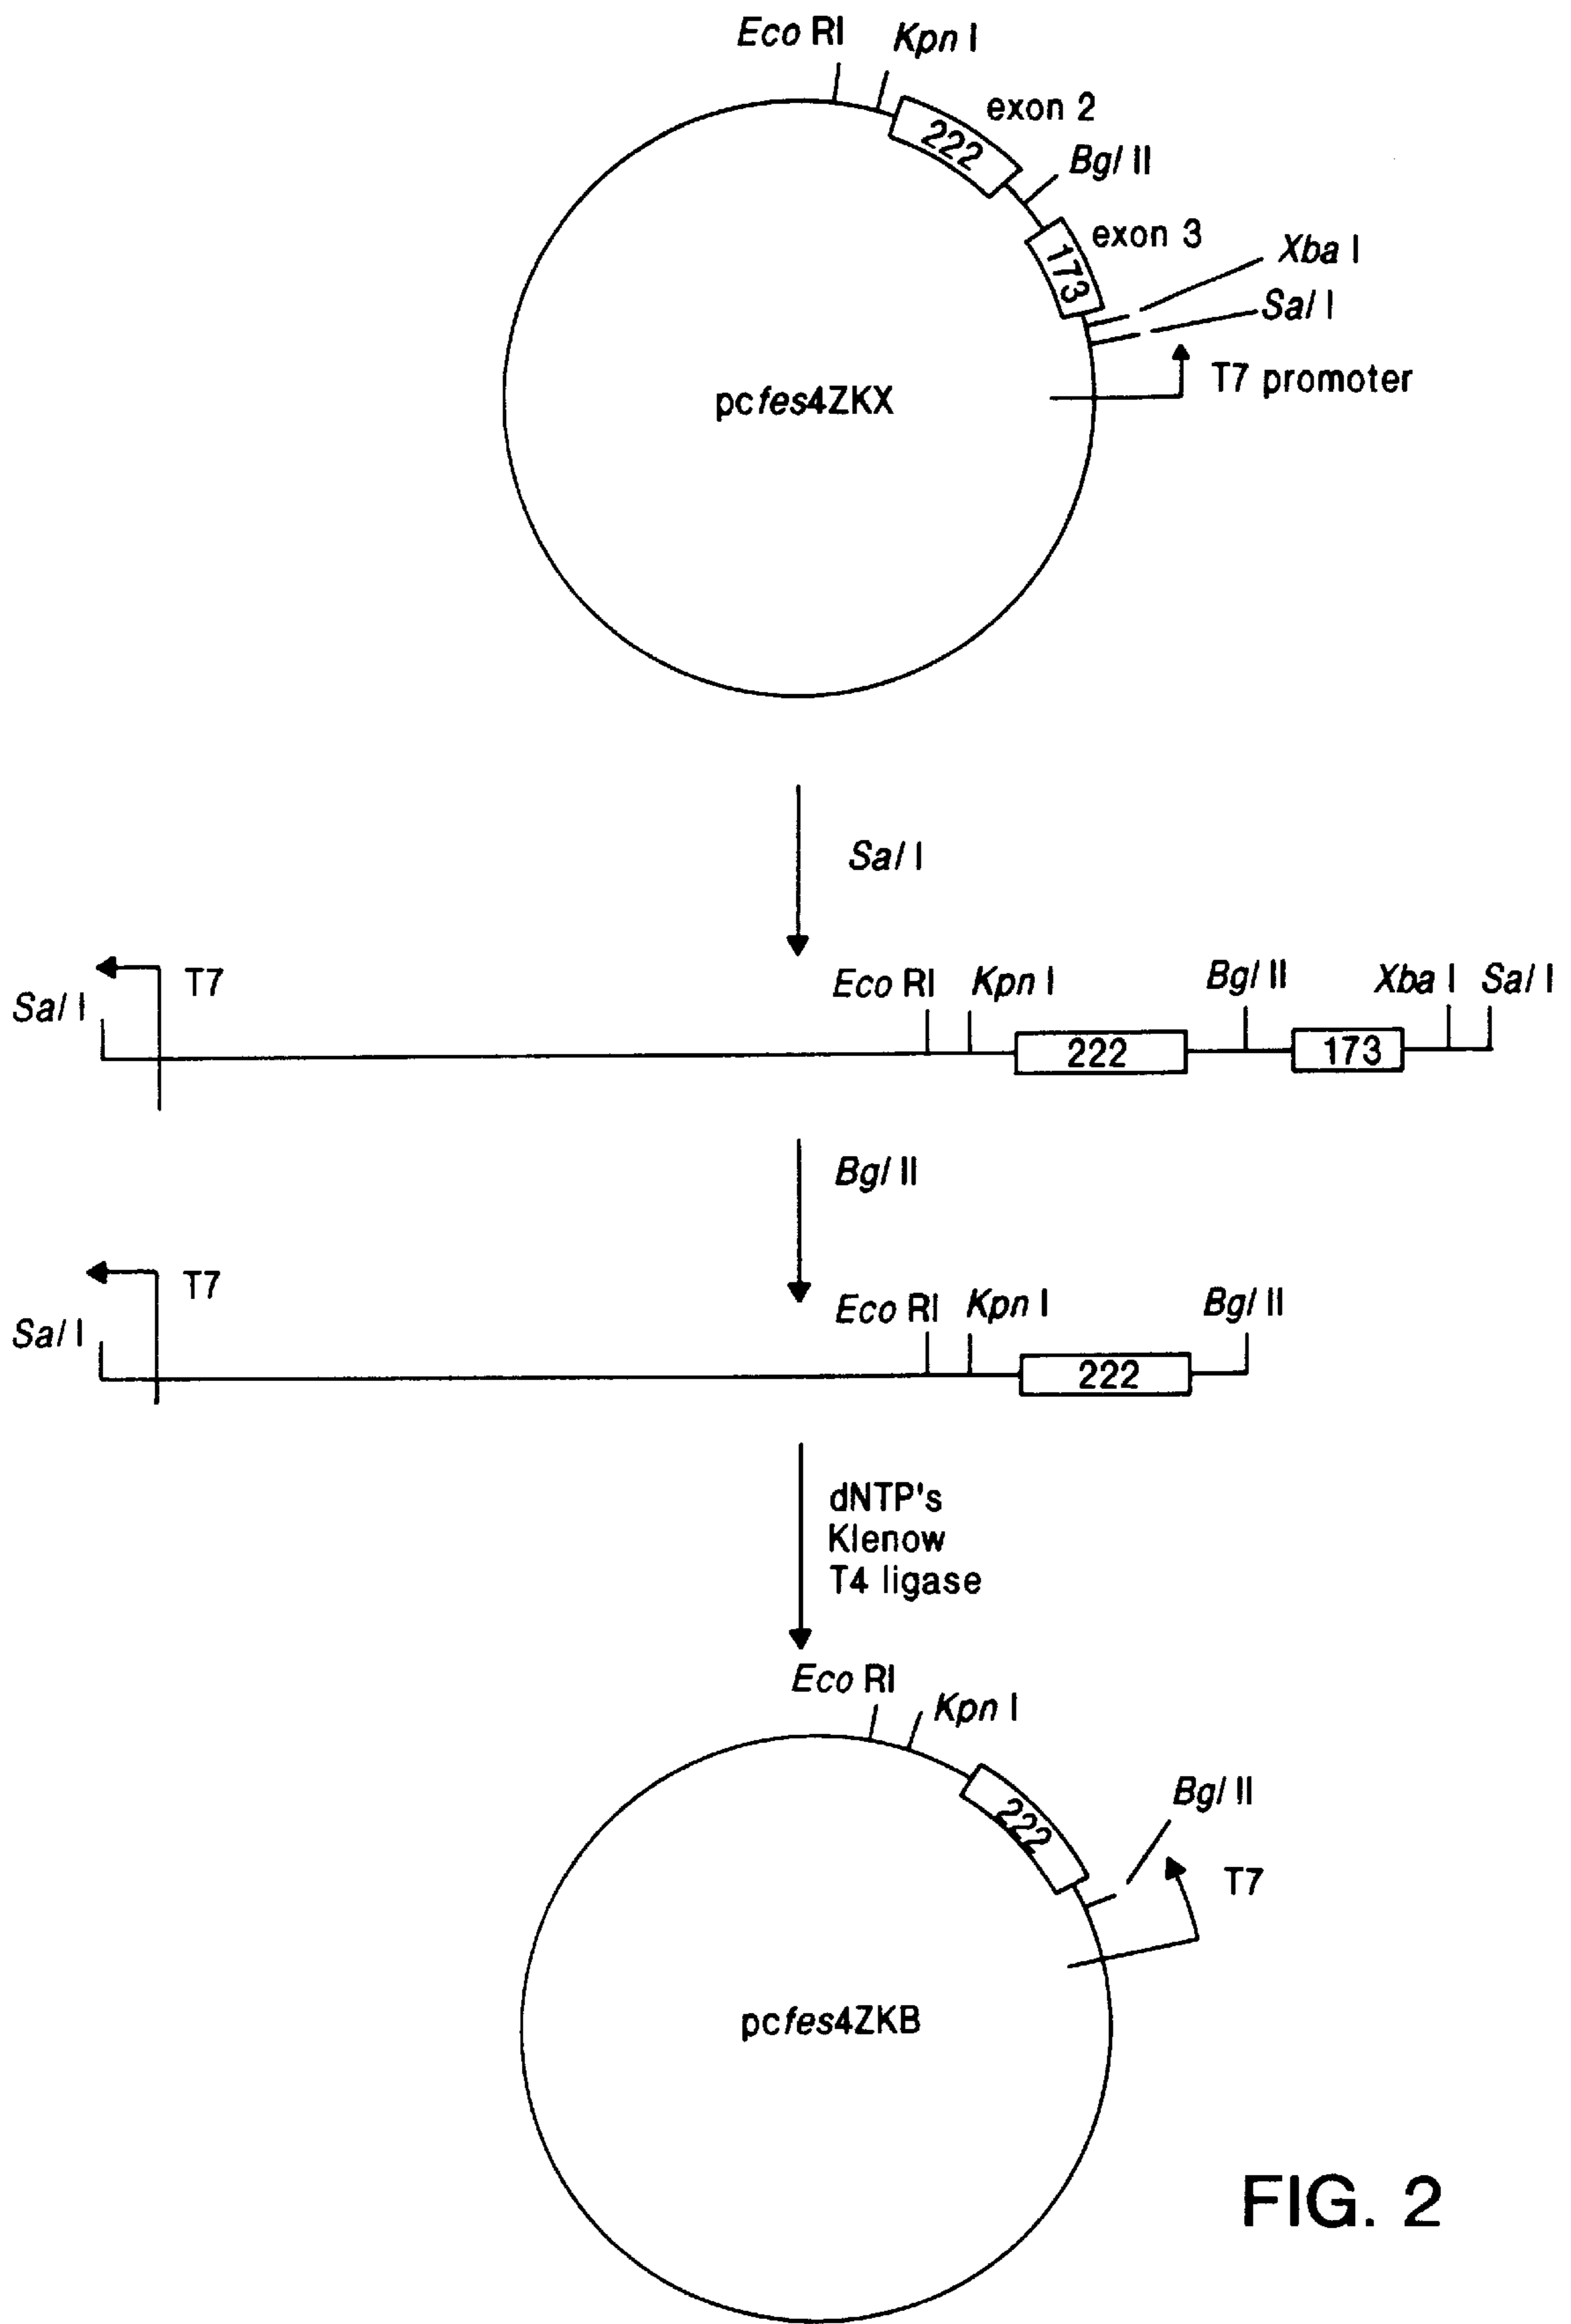 Eco RI
Kpn I
exon 2
222
Bgl II
exon 3
173
Xba I
Sal I
T7 promoter
pcfes4ZKX
Sal I
T7
Sal I
Eco RI
Kpn I
Bgl II
Xba I
Sal I
222
173
Bgl II
T7
Sal I
Eco RI
Kpn I
Bgl II
222
dNTP's
Klenow
T4 ligase
Eco RI
Kpn I
222
Bgl II
T7
pcfes4ZKB
FIG. 2